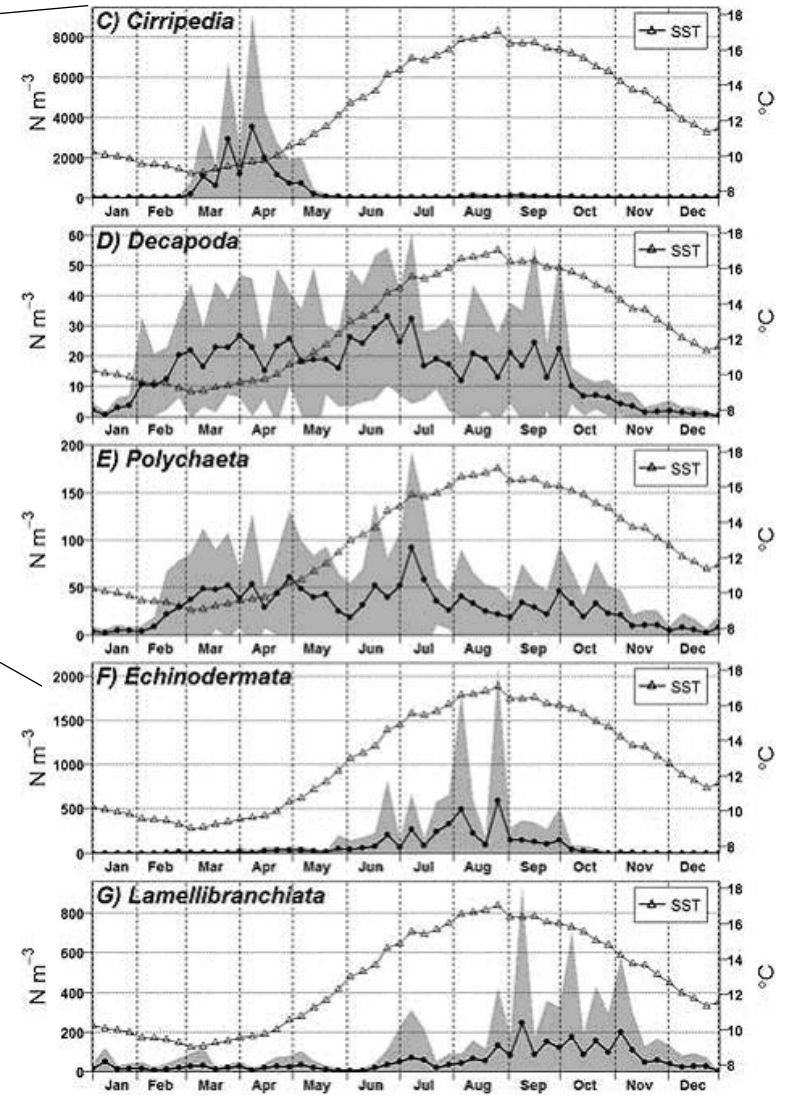 C) Cirripedia
SST
N m⁻³
8000
6000
4000
2000
0
18
16
14
12
10
8
°C
Jan Feb Mar Apr May Jun Jul Aug Sep Oct Nov Dec
D) Decapoda
SST
N m⁻³
60
50
40
30
20
10
0
18
16
14
12
10
8
°C
Jan Feb Mar Apr May Jun Jul Aug Sep Oct Nov Dec
E) Polychaeta
SST
N m⁻³
200
150
100
50
0
18
16
14
12
10
8
°C
Jan Feb Mar Apr May Jun Jul Aug Sep Oct Nov Dec
F) Echinodermata
SST
N m⁻³
2000
1500
1000
500
0
18
16
14
12
10
8
°C
Jan Feb Mar Apr May Jun Jul Aug Sep Oct Nov Dec
G) Lamellibranchiata
SST
N m⁻³
800
600
400
200
0
18
16
14
12
10
8
°C
Jan Feb Mar Apr May Jun Jul Aug Sep Oct Nov Dec